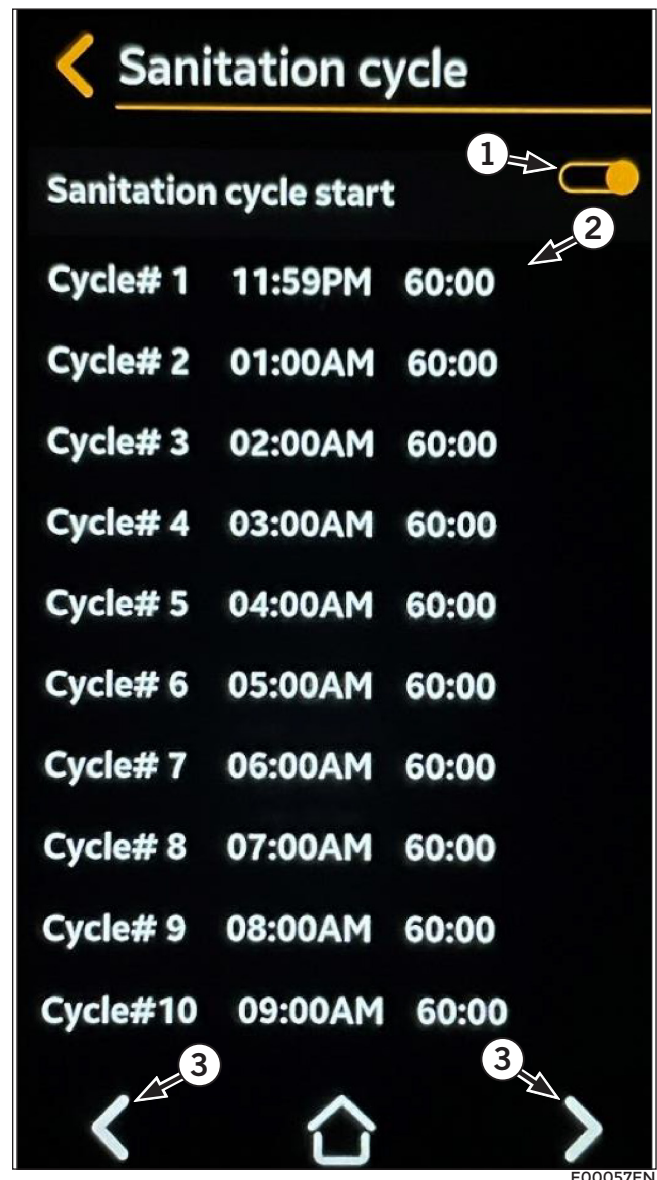 Sanitation cycle
1
Sanitation cycle start
2
Cycle# 1 11:59PM 60:00
Cycle# 2 01:00AM 60:00
Cycle# 3 02:00AM 60:00
Cycle# 4 03:00AM 60:00
Cycle# 5 04:00AM 60:00
Cycle# 6 05:00AM 60:00
Cycle# 7 06:00AM 60:00
Cycle# 8 07:00AM 60:00
Cycle# 9 08:00AM 60:00
Cycle#10 09:00AM 60:00
3 3
E00057EN